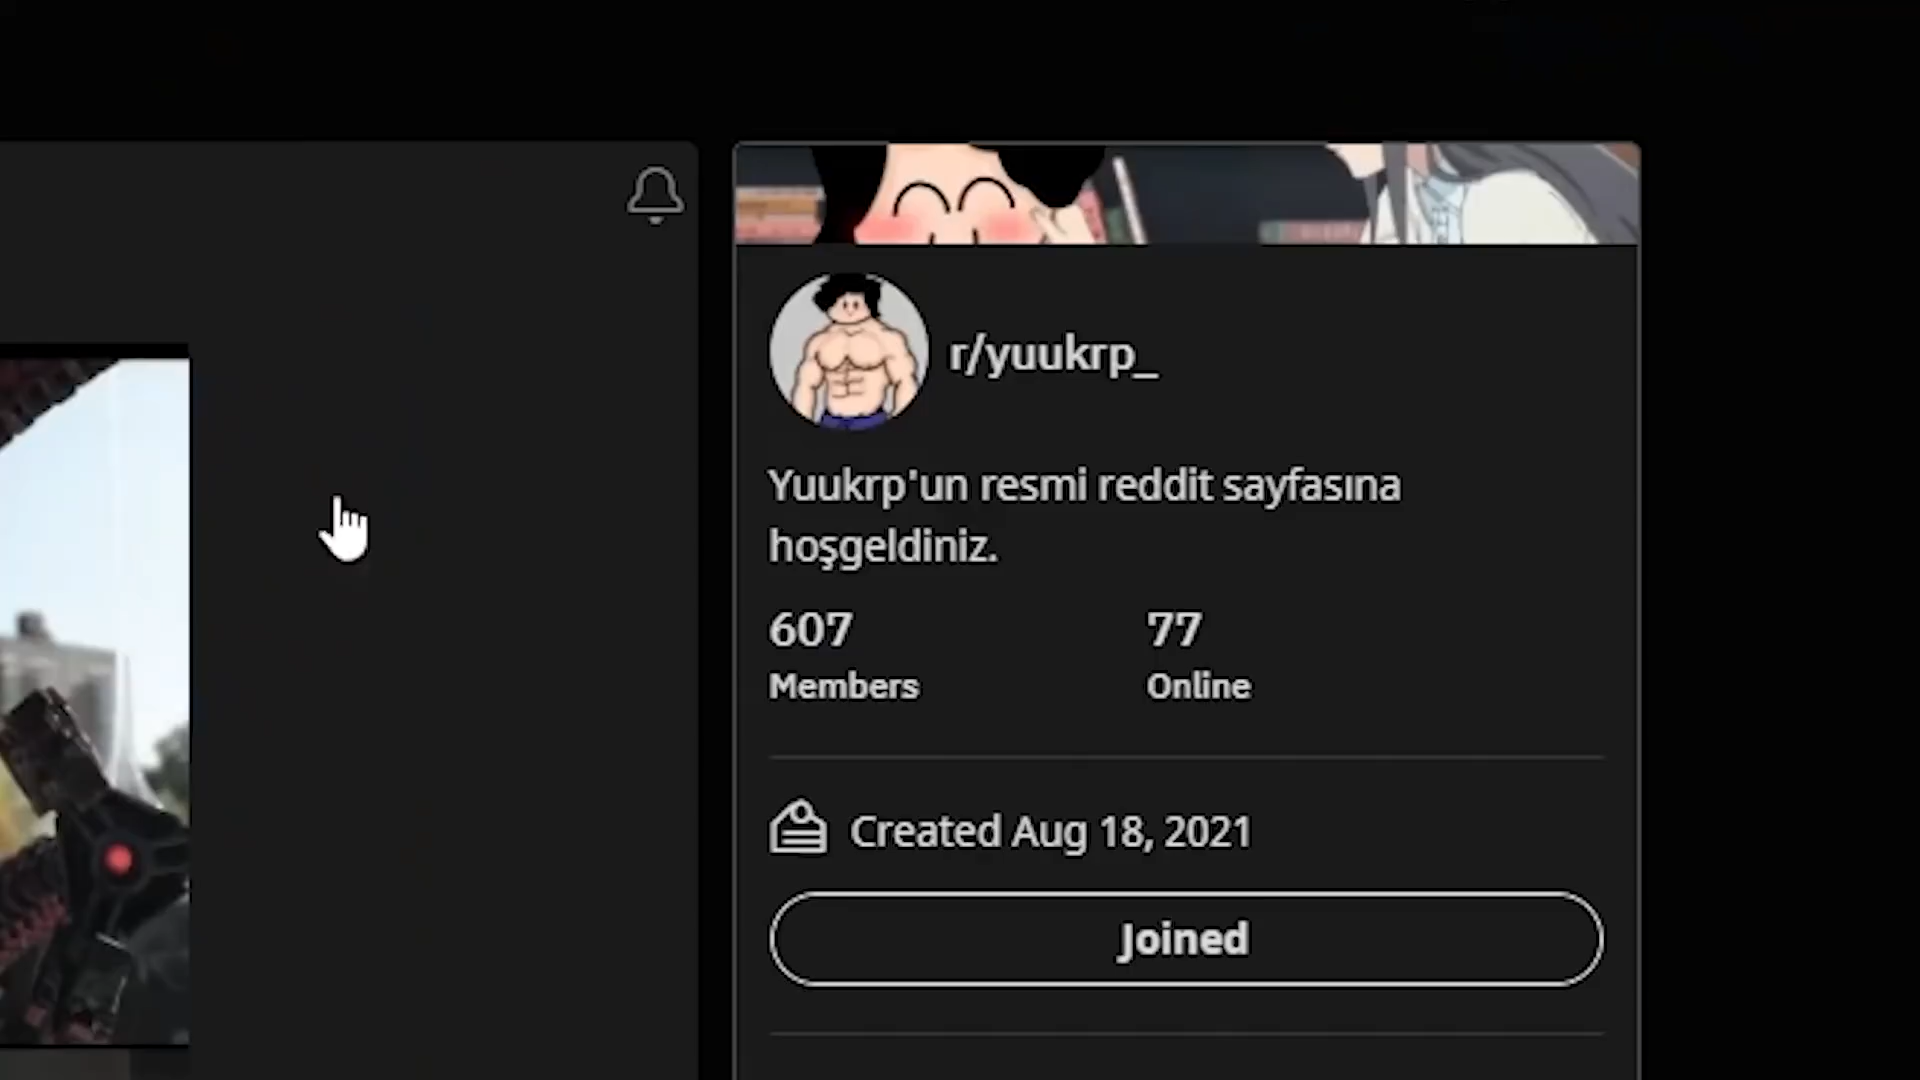 r/yuukrp_
Yuukrp'un resmi reddit sayfasına
hoşgeldiniz.
607 77
Members Online
Created Aug 18, 2021
Joined